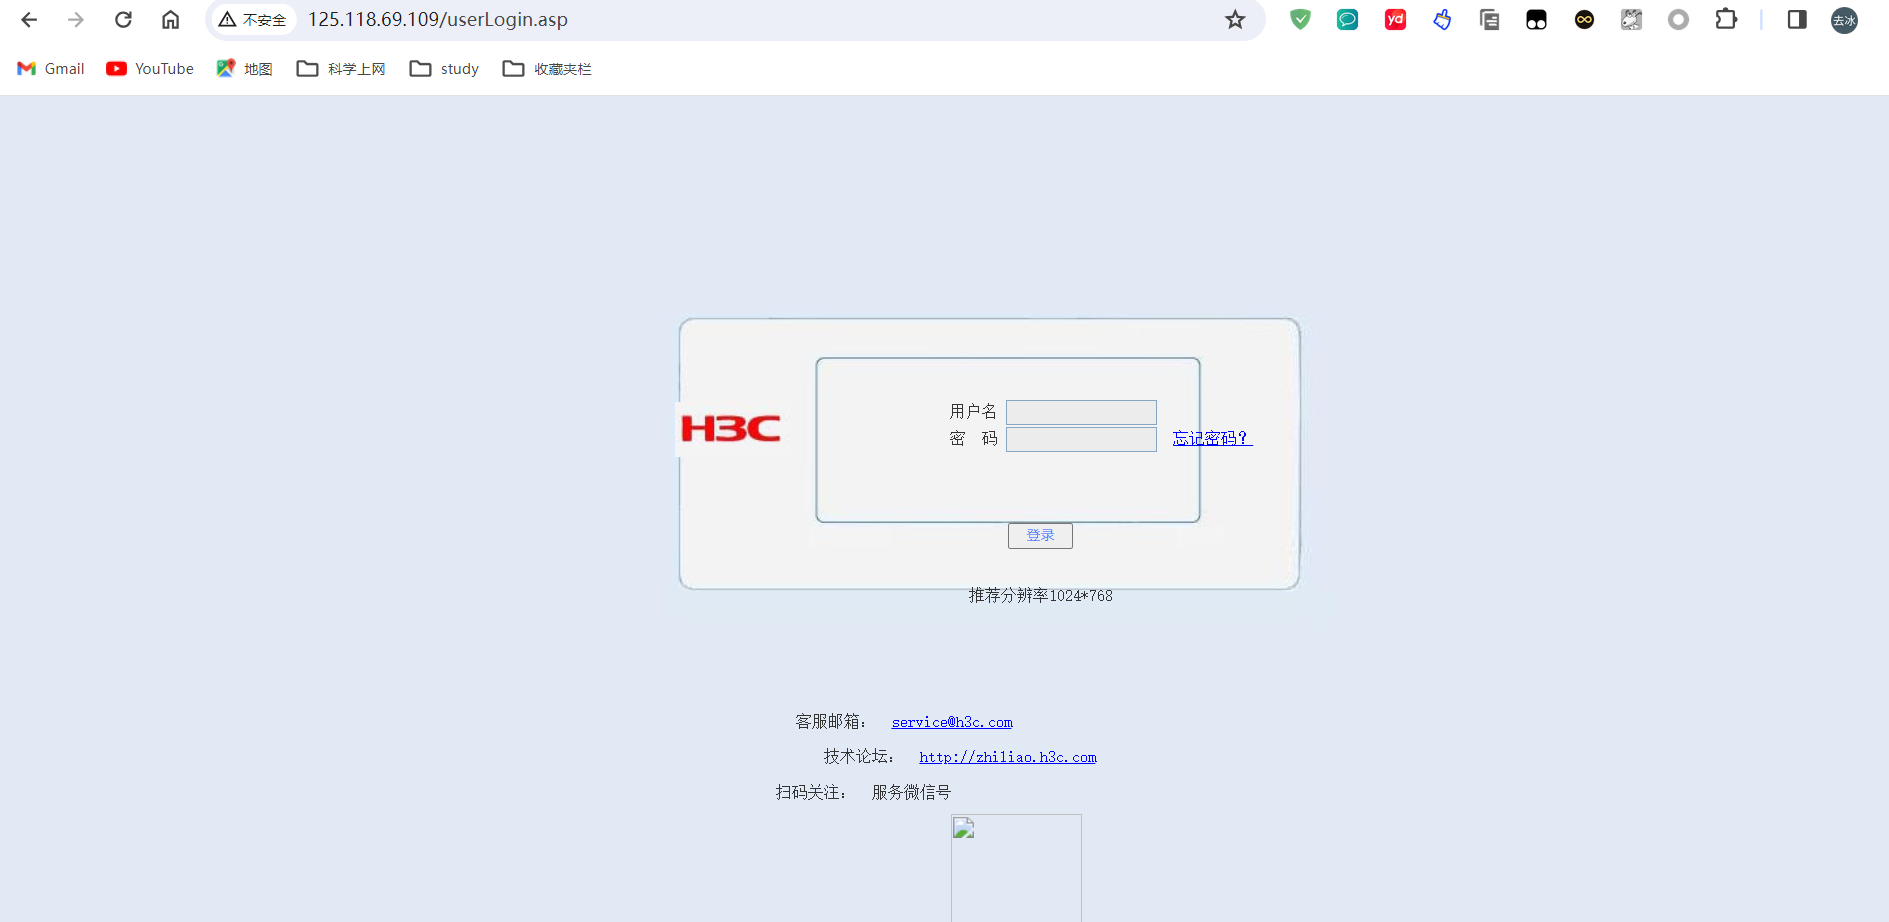 不安全 125.118.69.109/userLogin.asp
yd 去冰
Gmail YouTube 地图 科学上网 study 收藏夹栏
H3C
用户名
密 码 忘记密码?
登录
推荐分辨率1024*768
客服邮箱： service@h3c.com
技术论坛： http://zhiliao.h3c.com
扫码关注： 服务微信号